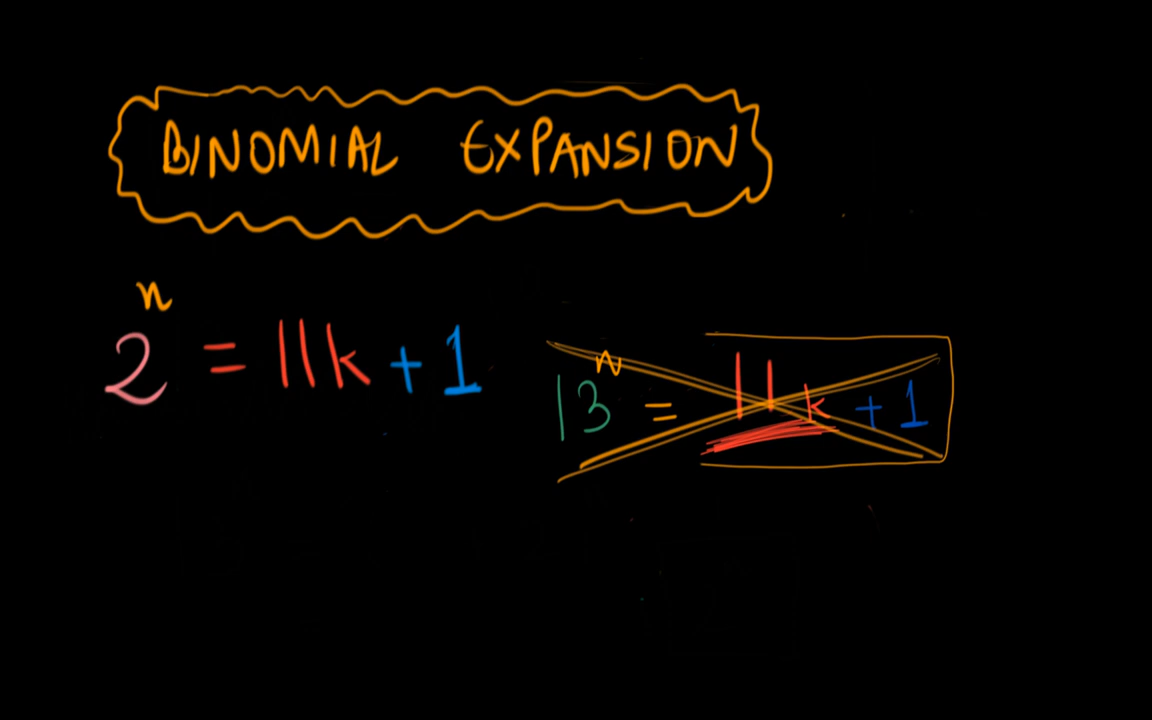 BINOMIAL EXPANSION
2ⁿ = 11k + 1
13ⁿ = 11k + 1